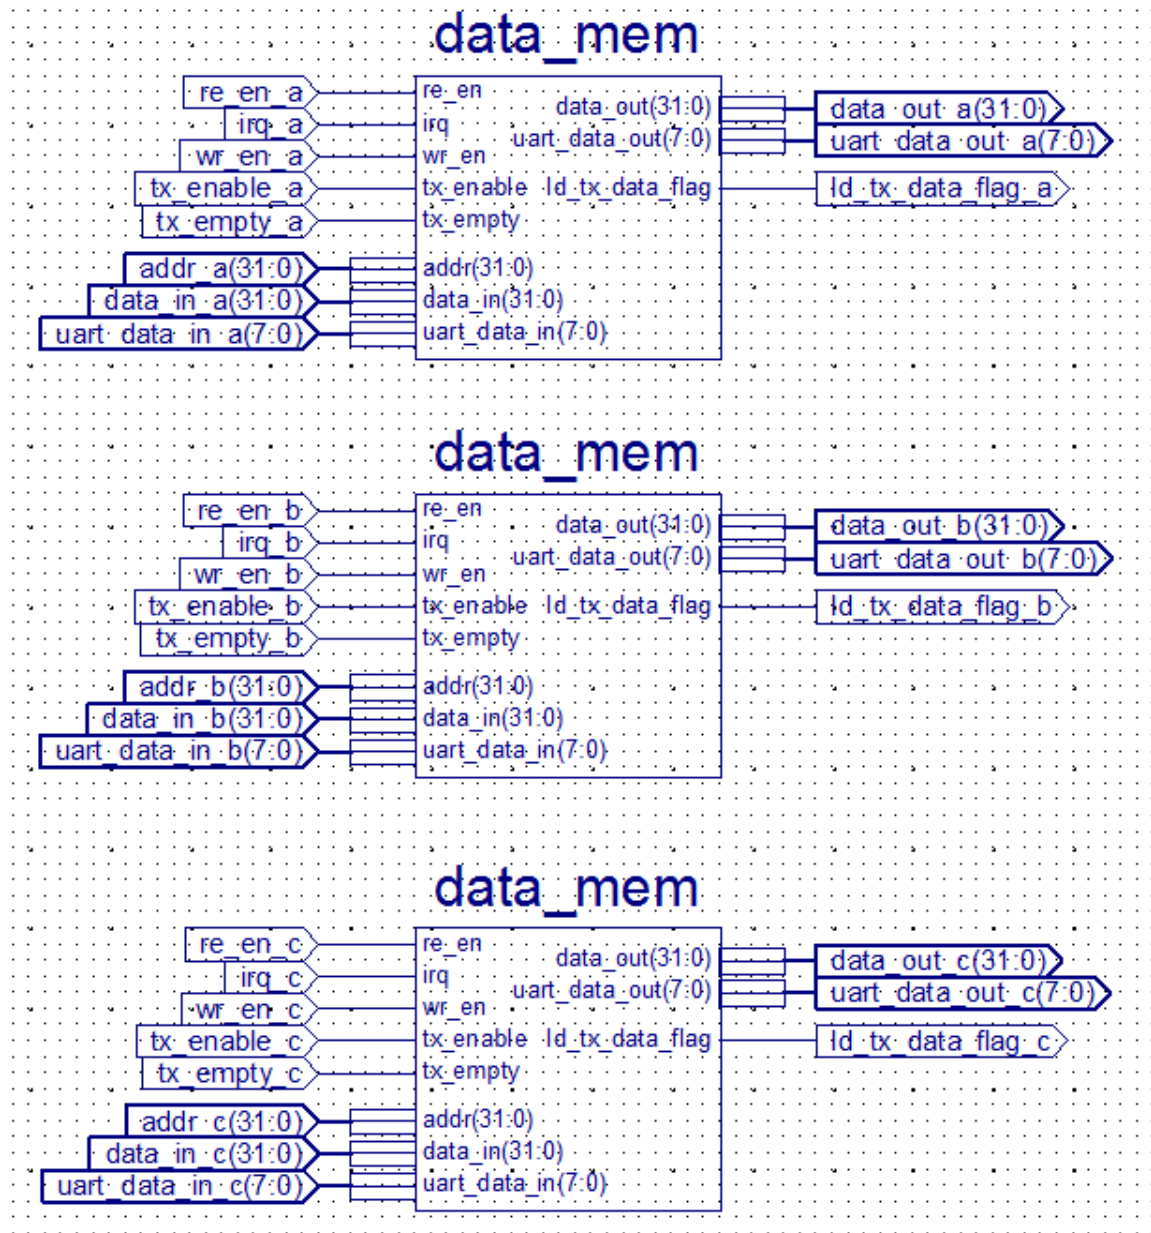 data_mem
re_en_a re_en
data_out(31:0) data_out_a(31:0)
irq_a irq
uart_data_out(7:0) uart_data_out_a(7:0)
wr_en_a wr_en
tx_enable_a tx_enable ld_tx_data_flag ld_tx_data_flag_a
tx_empty_a tx_empty
addr_a(31:0) addr(31:0)
data_in_a(31:0) data_in(31:0)
uart_data_in_a(7:0) uart_data_in(7:0)
data_mem
re_en_b re_en
data_out(31:0) data_out_b(31:0)
irq_b irq
uart_data_out(7:0) uart_data_out_b(7:0)
wr_en_b wr_en
tx_enable_b tx_enable ld_tx_data_flag ld_tx_data_flag_b
tx_empty_b tx_empty
addr_b(31:0) addr(31:0)
data_in_b(31:0) data_in(31:0)
uart_data_in_b(7:0) uart_data_in(7:0)
data_mem
re_en_c re_en
data_out(31:0) data_out_c(31:0)
irq_c irq
uart_data_out(7:0) uart_data_out_c(7:0)
wr_en_c wr_en
tx_enable_c tx_enable ld_tx_data_flag ld_tx_data_flag_c
tx_empty_c tx_empty
addr_c(31:0) addr(31:0)
data_in_c(31:0) data_in(31:0)
uart_data_in_c(7:0) uart_data_in(7:0)